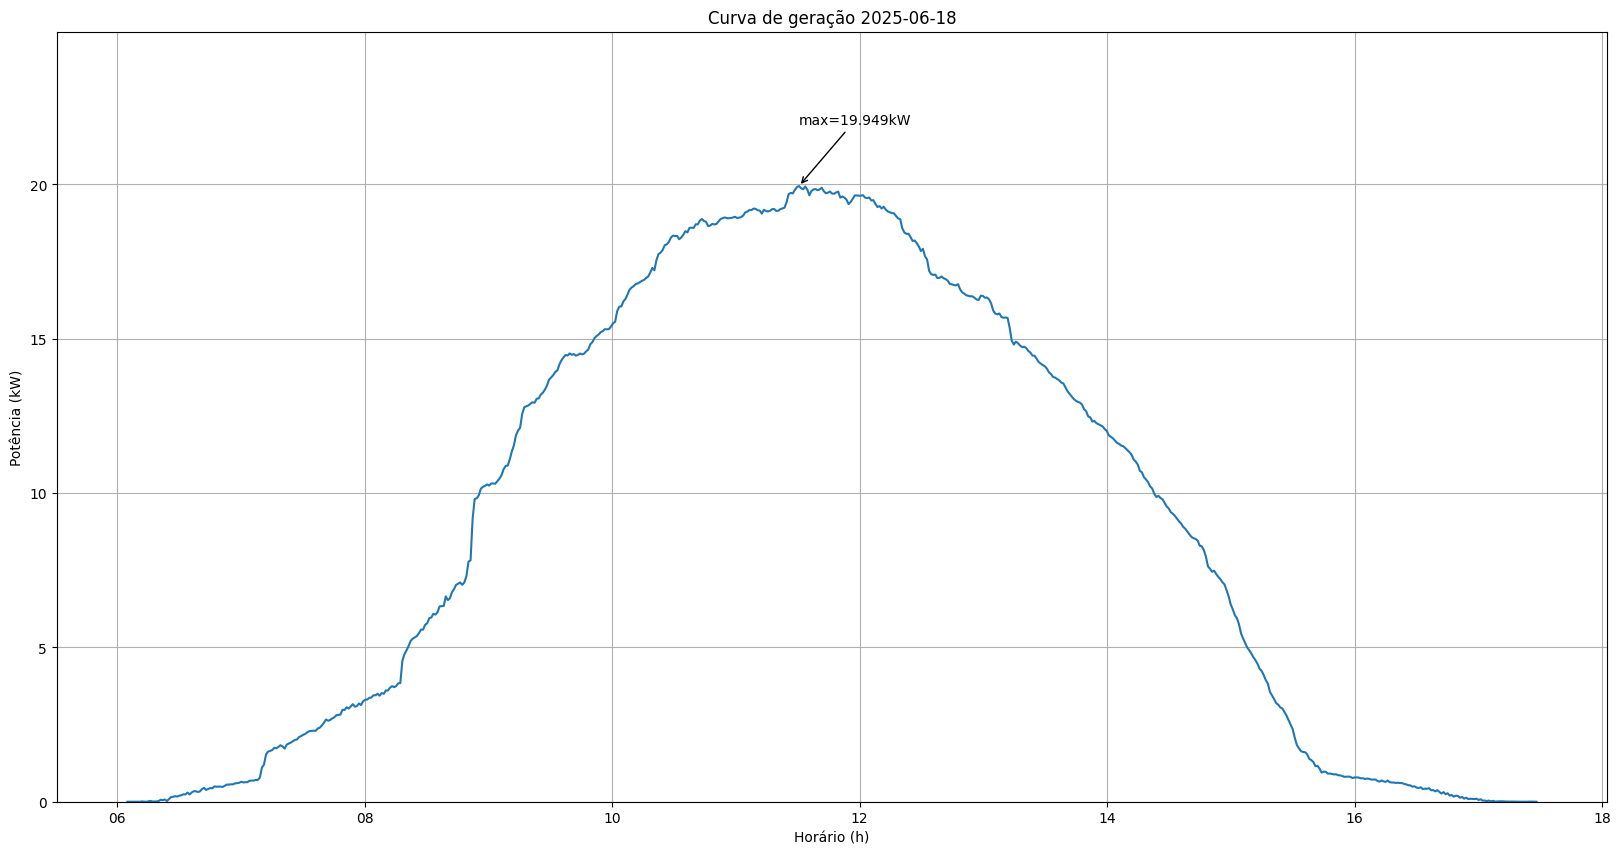 Curva de geração 2025-06-18
max=19.949kW
20
15
10
5
0
Potência (kW)
06 08 10 12 14 16 18
Horário (h)